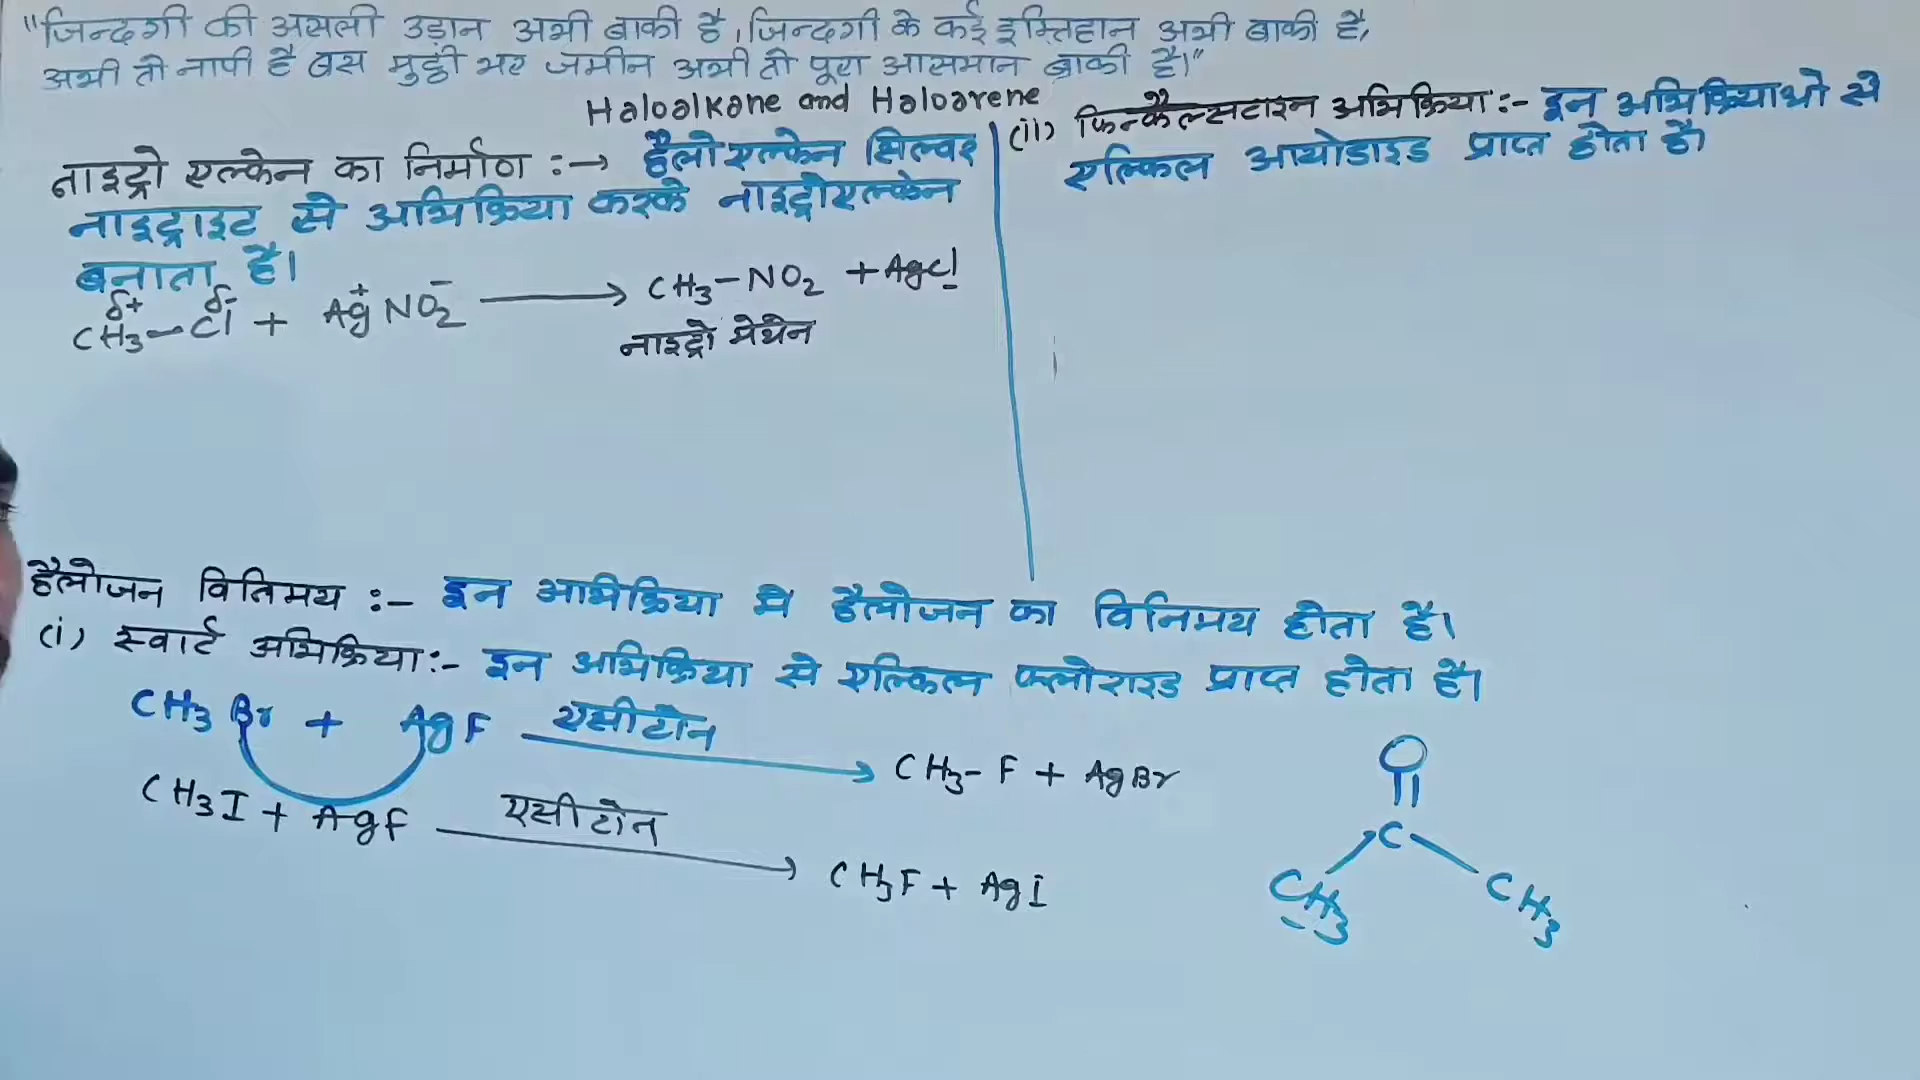 "जिन्दगी की असली उड़ान अभी बाकी है, जिन्दगी के कई इम्तिहान अभी बाकी है,
अभी तो नापी है बस मुठ्ठी भर जमीन अभी तो पूरा आसमान बाकी है।"
Haloalkane and Haloarene
नाइट्रो एल्केन का निर्माण :→ हैलोएल्केन सिल्वर
नाइट्राइट से अभिक्रिया करके नाइट्रोएल्केन
बनाता है।
δ+ δ-
CH₃—Cl + Ag⁺NO₂⁻ ⟶ CH₃—NO₂ + AgCl
नाइट्रो मेथेन
(ii) फिन्कैल्सटाइन अभिक्रिया :- इन अभिक्रियाओ से
एल्किल आयोडाइड प्राप्त होता है।
हैलोजन विनिमय :- इन अभिक्रिया मे हैलोजन का विनिमय होता है।
(i) स्वार्ट अभिक्रिया:- इन अभिक्रिया से एल्किल फ्लोराइड प्राप्त होता है।
CH₃Br + AgF ⟶ एसीटोन CH₃-F + AgBr
CH₃I + AgF ⟶ एसीटोन CH₃F + AgI
O
||
C
CH₃ CH₃